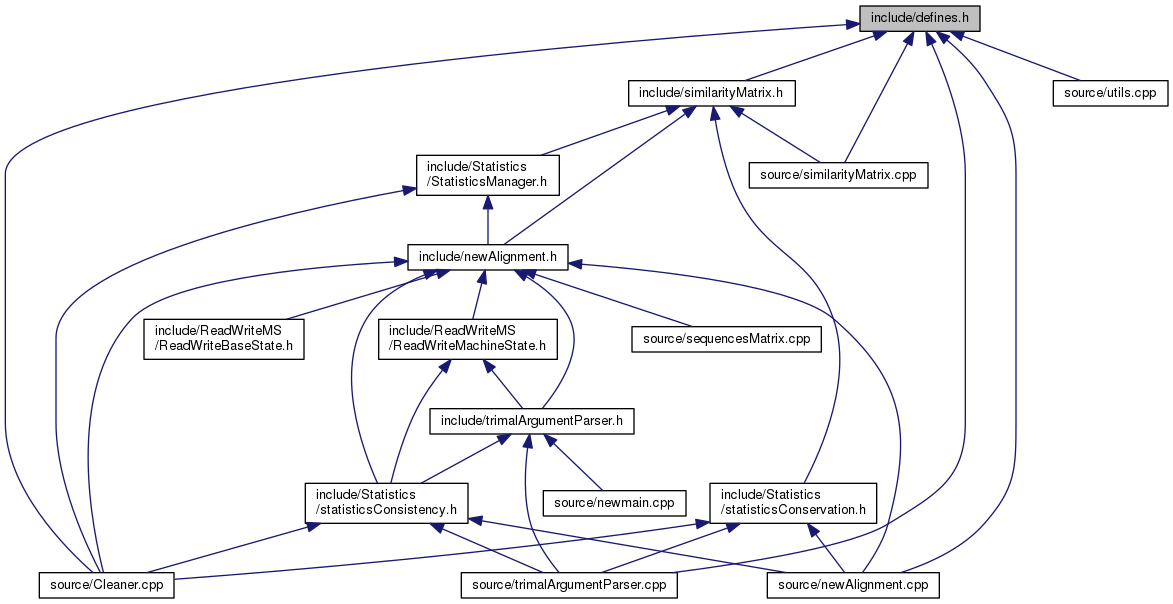 include/defines.h
include/similarityMatrix.h
source/utils.cpp
include/Statistics
/StatisticsManager.h
source/similarityMatrix.cpp
include/newAlignment.h
include/ReadWriteMS
/ReadWriteBaseState.h
include/ReadWriteMS
/ReadWriteMachineState.h
source/sequencesMatrix.cpp
include/trimalArgumentParser.h
include/Statistics
/statisticsConsistency.h
source/newmain.cpp
include/Statistics
/statisticsConservation.h
source/Cleaner.cpp
source/trimalArgumentParser.cpp
source/newAlignment.cpp